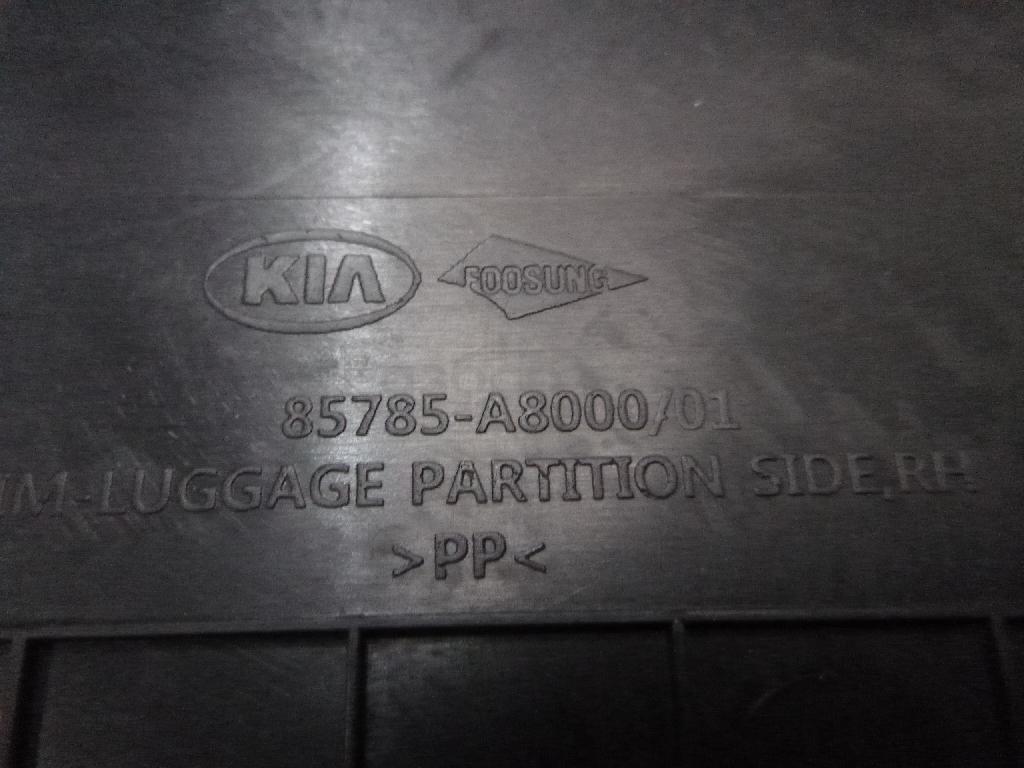 KIA FOOSUNG
85785-A8000/01
IM-LUGGAGE PARTITION SIDE,RH
>PP<